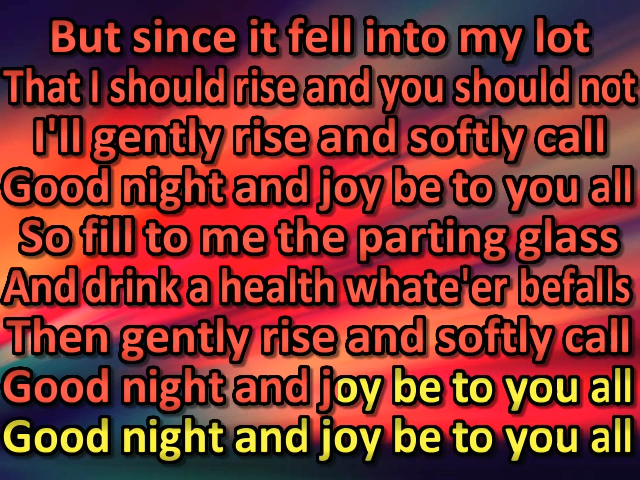 But since it fell into my lot
That I should rise and you should not
I'll gently rise and softly call
Good night and joy be to you all
So fill to me the parting glass
And drink a health whate'er befalls
Then gently rise and softly call
Good night and joy be to you all
Good night and joy be to you all